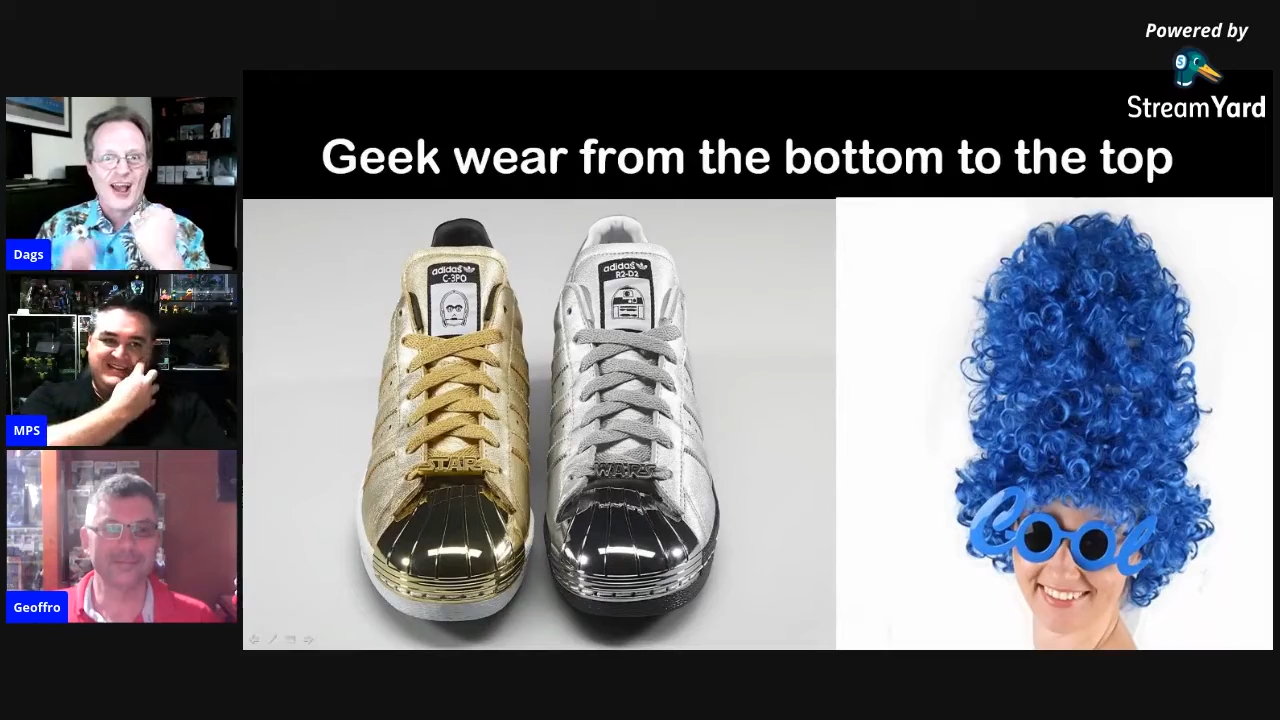 Powered by
StreamYard
Geek wear from the bottom to the top
Dags
MPS
Geoffro
adidas
C-3PO
adidas
R2-D2
STAR
WARS
Cool